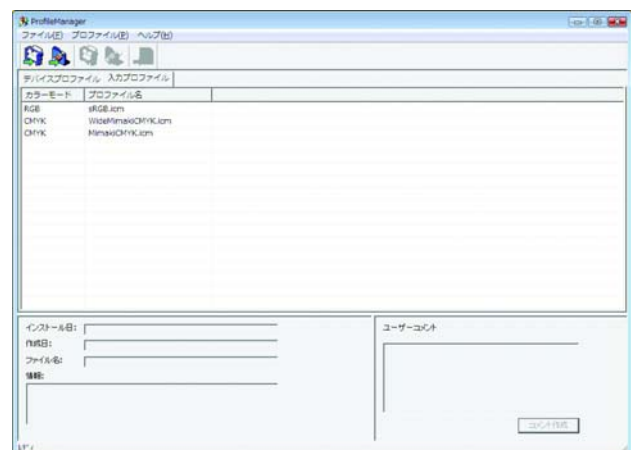 ProfileManager
ファイル(F) プロファイル(P) ヘルプ(H)
デバイスプロファイル 入力プロファイル
カラーモード プロファイル名
RGB sRGB.icm
CMYK WideMimakiCMYK.icm
CMYK MimakiCMYK.icm
インストール日:
作成日:
ファイル名:
情報:
ユーザーコメント
コメント作成
レディ